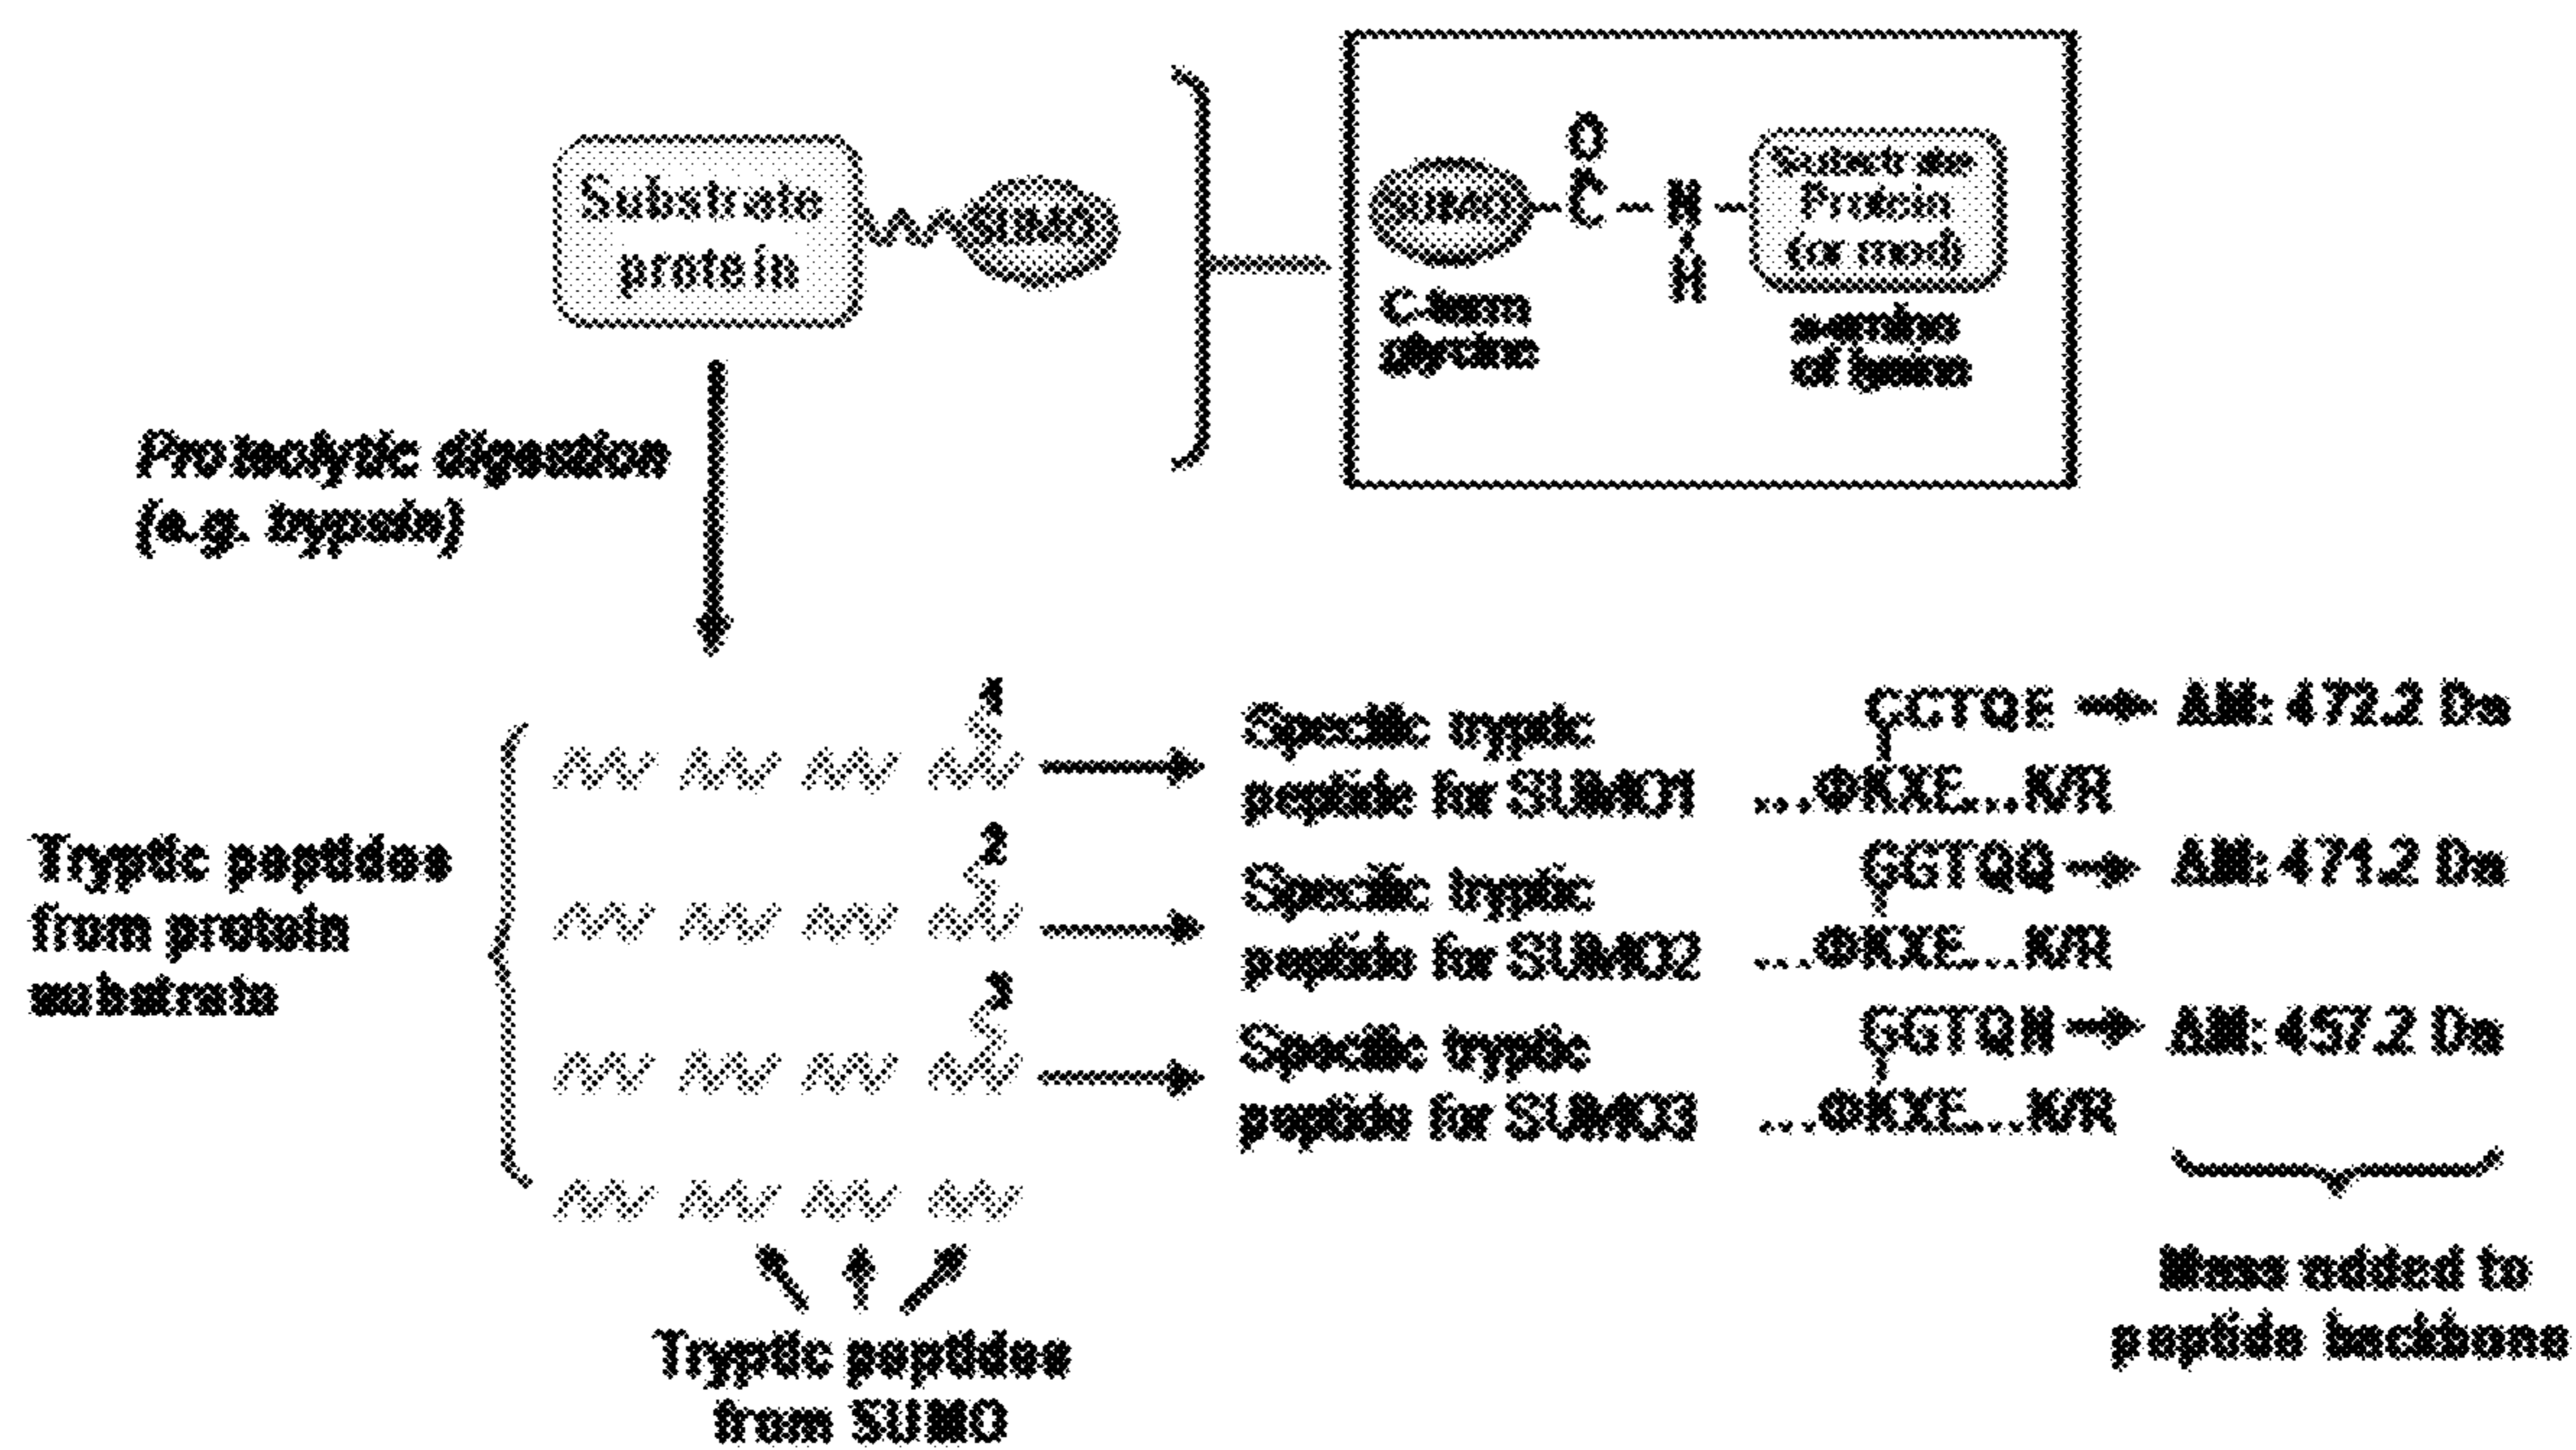 Substrate
protein
SUMO
O
SUMO
C
N
H
Substrate
Protein
(or mod)
C-term
glycine
of lysine
Proteolytic digestion
(e.g. trypsin)
Tryptic peptides
from protein
substrate
1
2
3
Specific tryptic
peptide for SUMO1
GGTQE
ΔM: 472.2 Da
...ΦKXE...K/R
Specific tryptic
peptide for SUMO2
GGTQQ
ΔM: 471.2 Da
...ΦKXE...K/R
Specific tryptic
peptide for SUMO3
GGTQN
ΔM: 457.2 Da
...ΦKXE...K/R
Mass added to
peptide backbone
Tryptic peptides
from SUMO